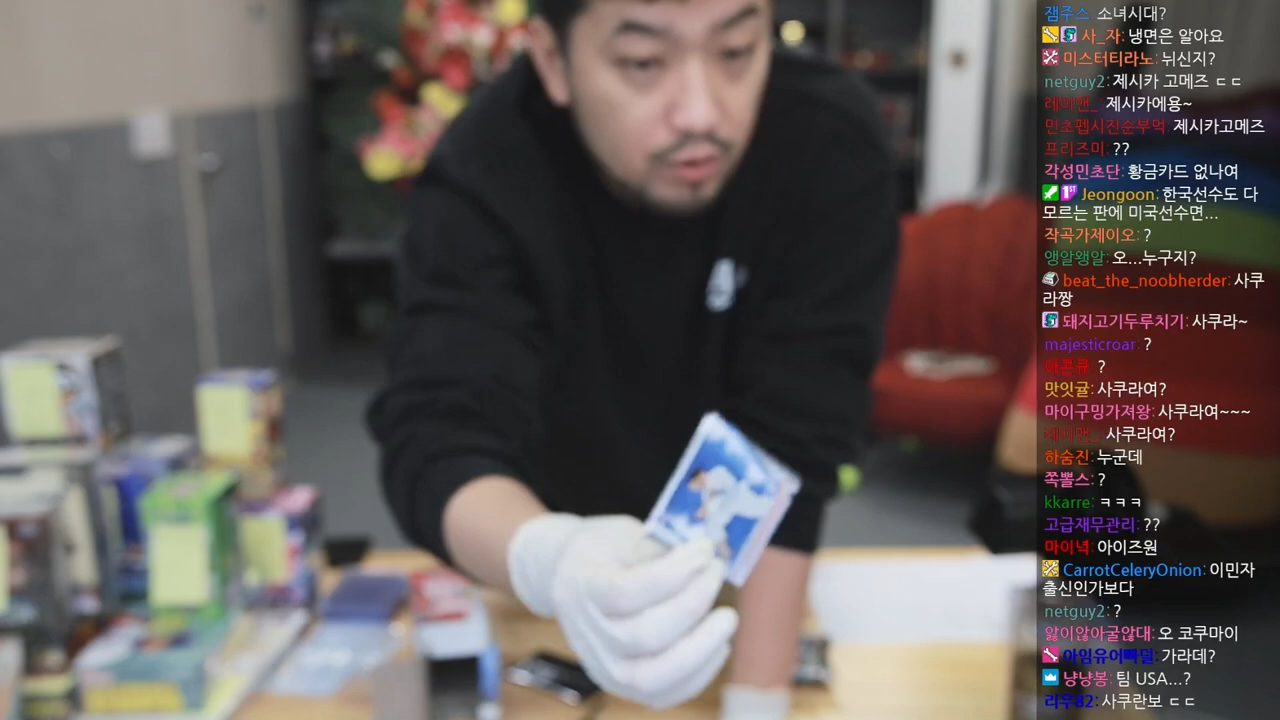 잼주스 소녀시대?
사_자: 냉면은 알아요
미스터티라노: 뉘신지?
netguy2: 제시카 고메즈 ㄷㄷ
제시카에용~
민초펩시진순부먹: 제시카고메즈
프리즈미: ??
각성민초단: 황금카드 없나여
1ST Jeongoon: 한국선수도 다
모르는 판에 미국선수면...
작곡가제이오: ?
앵알왱알: 오...누구지?
beat_the_noobherder: 사쿠
라짱
돼지고기두루치기: 사쿠라~
majesticroar: ?
?
맛잇귤: 사쿠라여?
마이구밍가져왕: 사쿠라여~~~
사쿠라여?
하숨진: 누군데
쪽뽈스: ?
kkarre: ㅋㅋㅋ
고급재무관리: ??
마이녁: 아이즈원
CarrotCeleryOnion: 이민자
출신인가보다
netguy2: ?
앓이않아굴않대: 오 코쿠마이
아임유어빠덜: 가라데?
냥냥봉: 팀 USA...?
리우82: 사쿠란보 ㄷㄷ